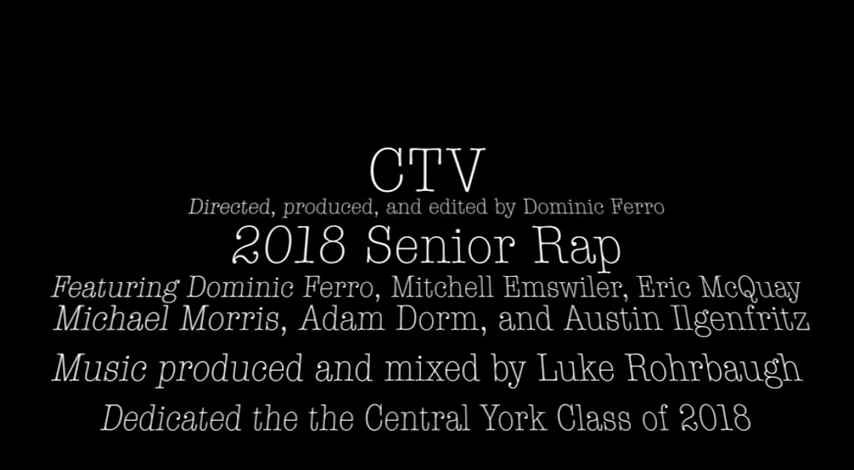 CTV
Directed, produced, and edited by Dominic Ferro
2018 Senior Rap
Featuring Dominic Ferro, Mitchell Emswiler, Eric McQuay
Michael Morris, Adam Dorm, and Austin Ilgenfritz
Music produced and mixed by Luke Rohrbaugh
Dedicated the the Central York Class of 2018